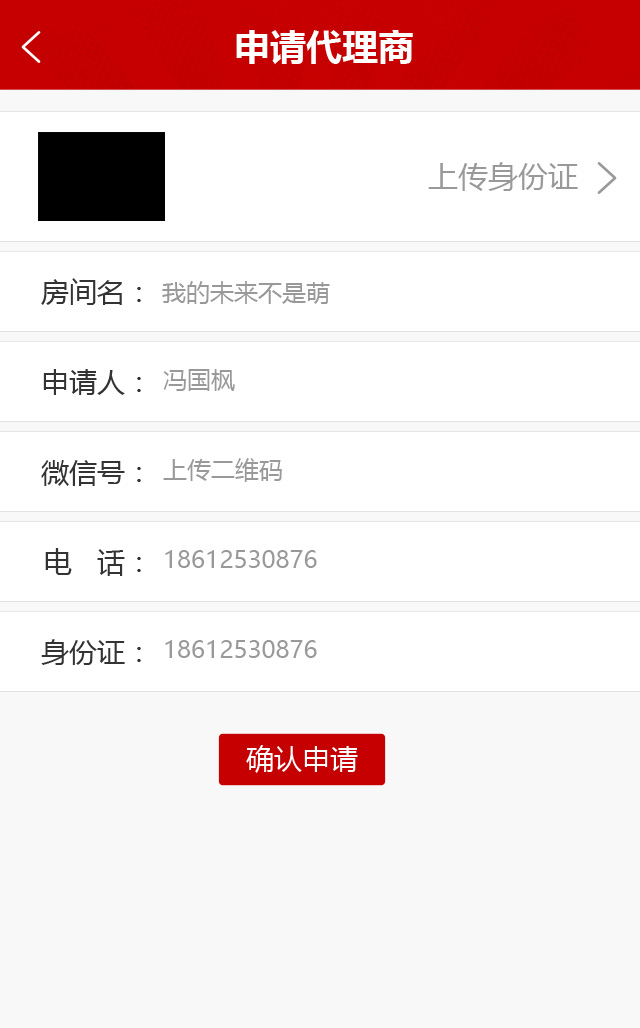 申请代理商
上传身份证
房间名：我的未来不是萌
申请人：冯国枫
微信号：上传二维码
电 话：18612530876
身份证：18612530876
确认申请